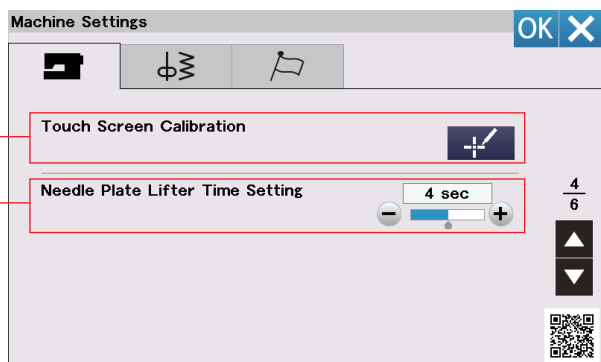 Machine Settings
OK
Touch Screen Calibration
Needle Plate Lifter Time Setting
4 sec
4
6